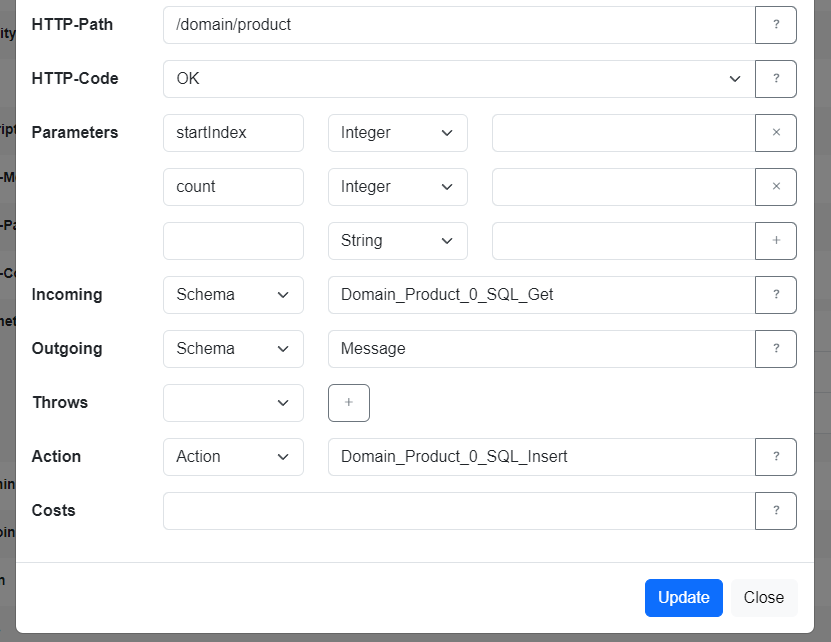 HTTP-Path /domain/product ?
HTTP-Code OK ?
Parameters startIndex Integer ×
count Integer ×
String +
Incoming Schema Domain_Product_0_SQL_Get ?
Outgoing Schema Message ?
Throws +
Action Action Domain_Product_0_SQL_Insert ?
Costs ?
Update Close